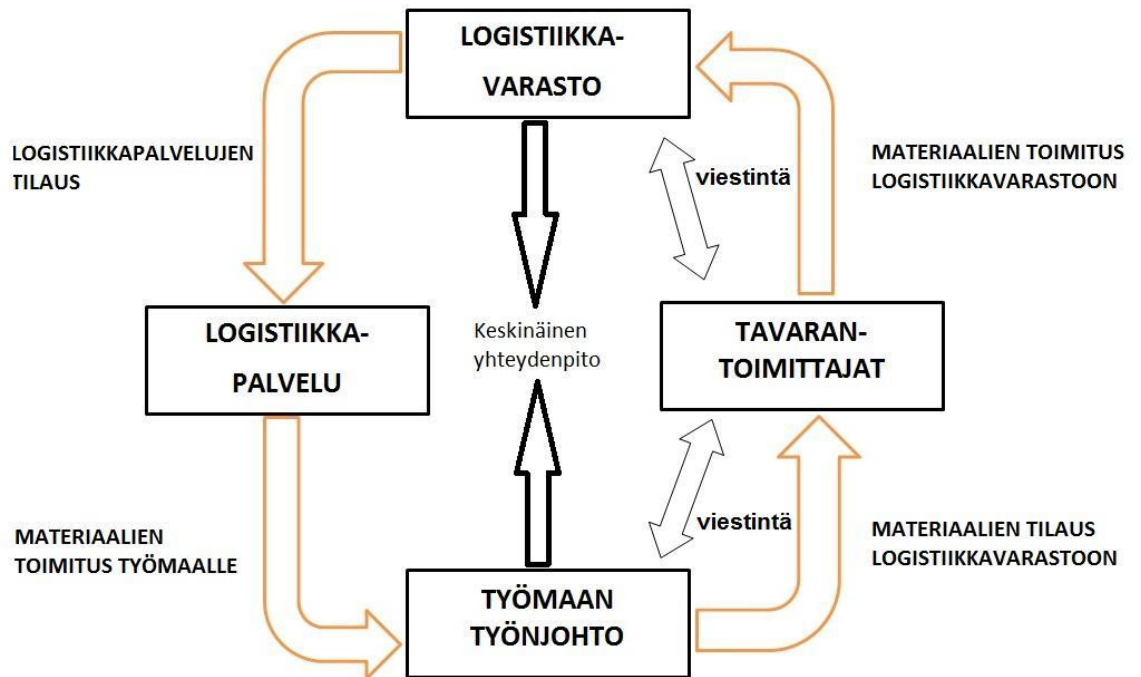 LOGISTIIKKA-
VARASTO
LOGISTIIKKAPALVELUJEN
TILAUS
viestintä
MATERIAALIEN TOIMITUS
LOGISTIIKKAVARASTOON
LOGISTIIKKA-
PALVELU
Keskinäinen
yhteydenpito
TAVARAN-
TOIMITTAJAT
MATERIAALIEN
TOIMITUS TYÖMAALLE
viestintä
MATERIAALIEN TILAUS
LOGISTIIKKAVARASTOON
TYÖMAAN
TYÖNJOHTO